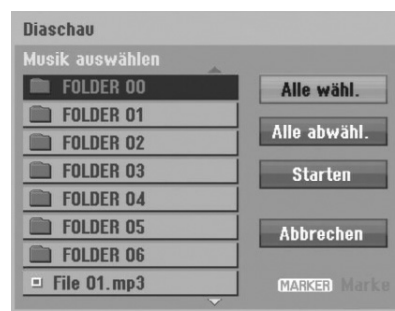 Diaschau
Musik auswählen
FOLDER 00
FOLDER 01
FOLDER 02
FOLDER 03
FOLDER 04
FOLDER 05
FOLDER 06
File 01.mp3
Alle wähl.
Alle abwähl.
Starten
Abbrechen
MARKER Marke